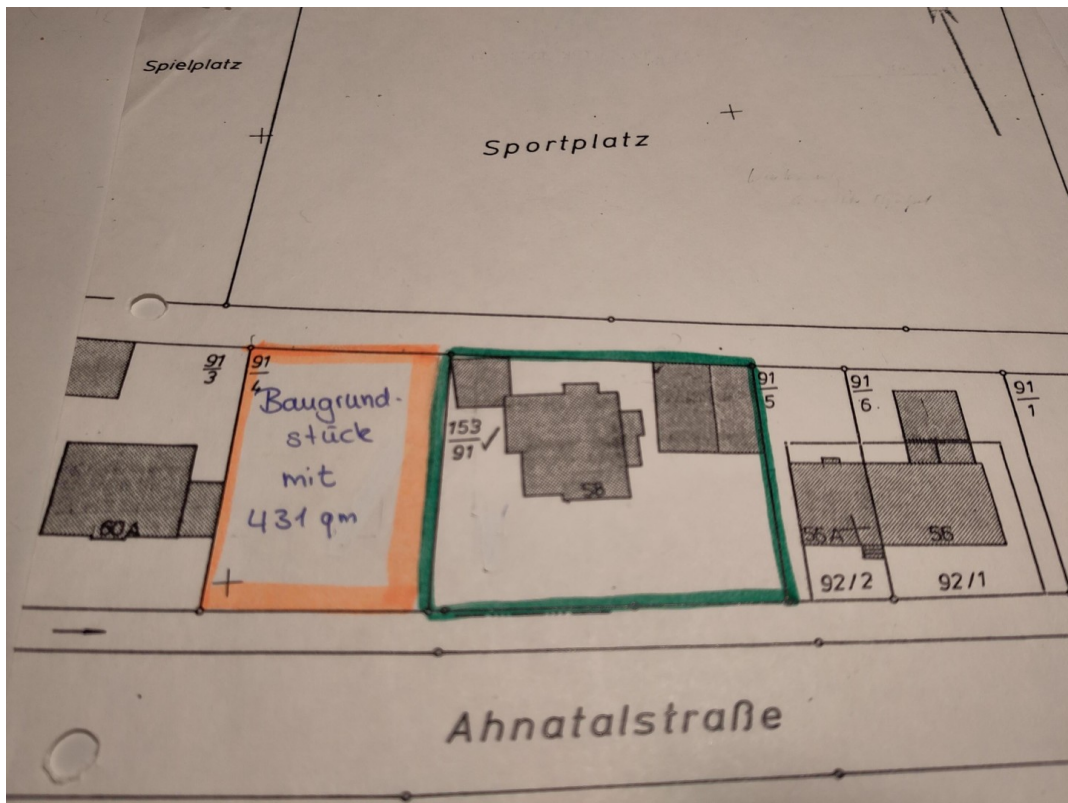 Spielplatz
Sportplatz
91
3
91
4
Baugrund-
stück
mit
431 qm
153
91 ✓
58
91
5
91
6
91
1
60A
56A
56
92/2
92/1
Ahnatalstraße